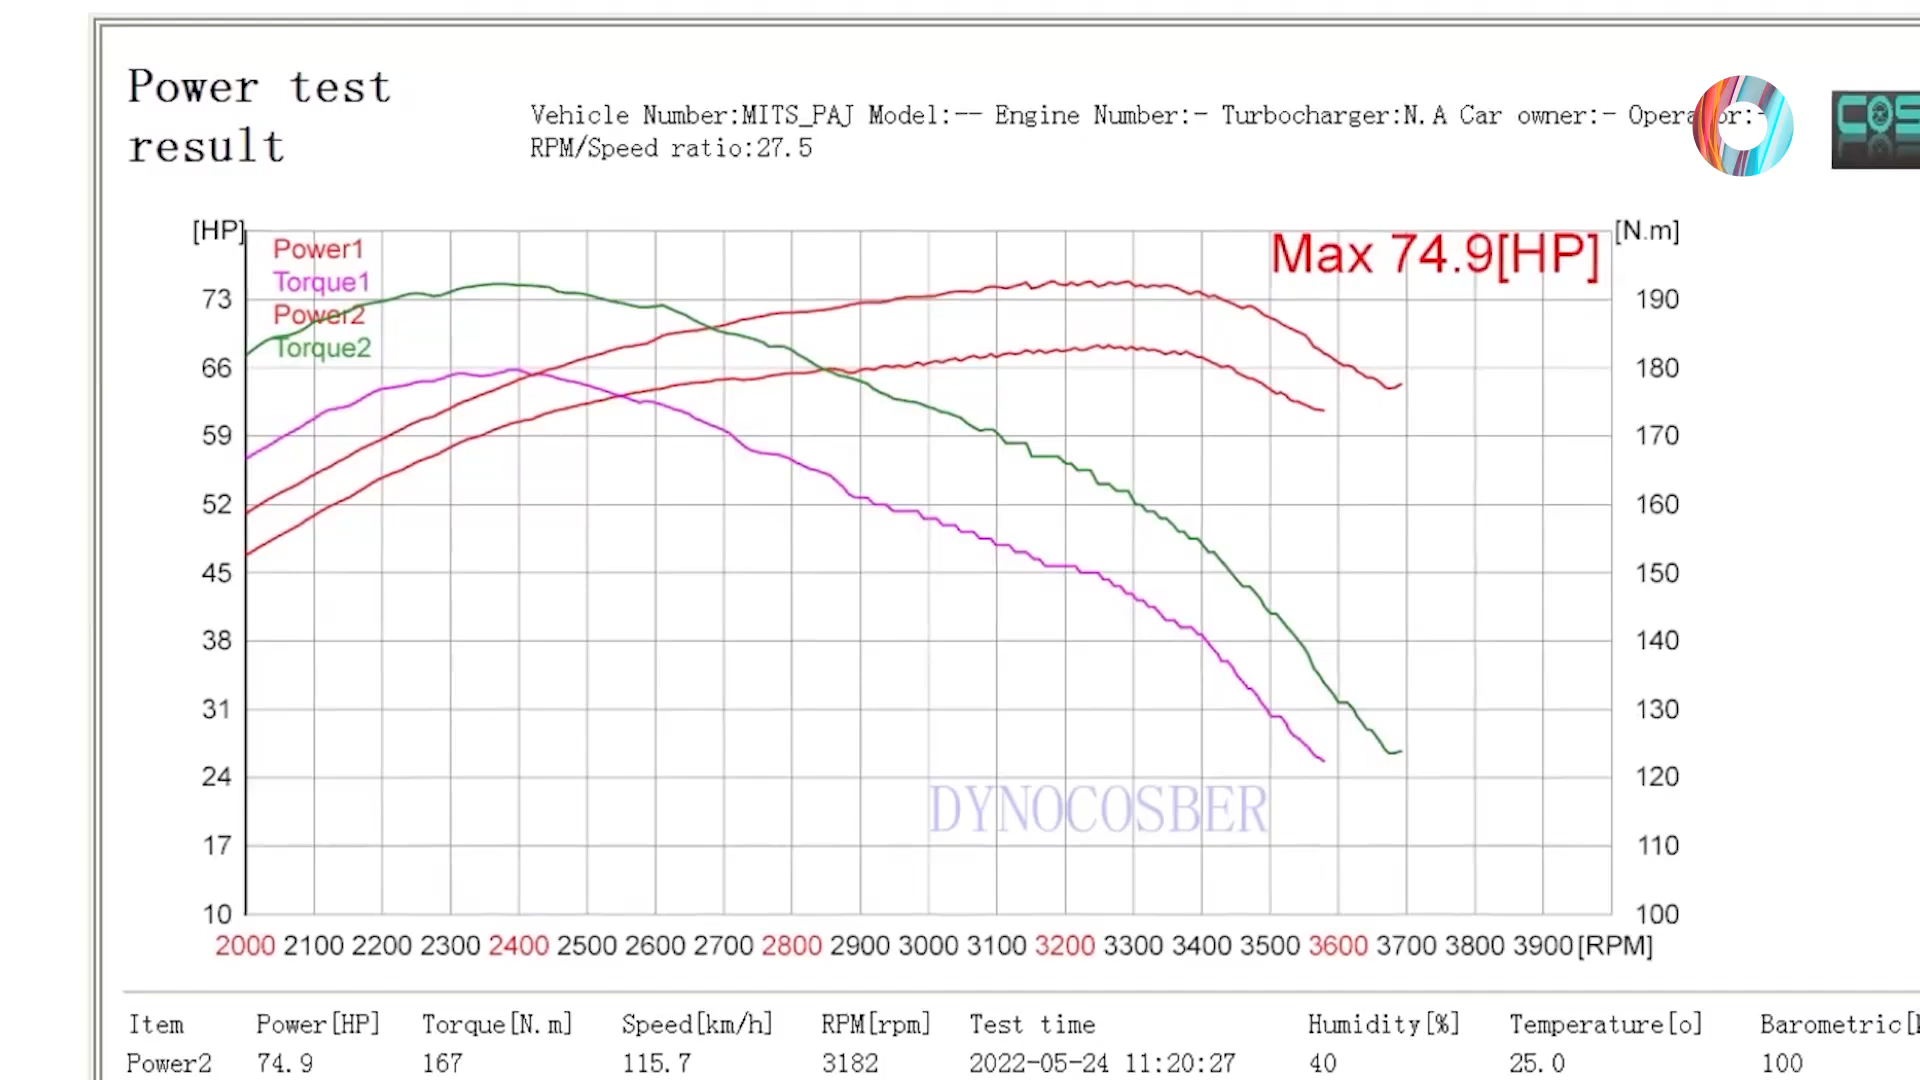 Power test
result
Vehicle Number:MITS_PAJ Model:-- Engine Number:- Turbocharger:N.A Car owner:-
RPM/Speed ratio:27.5
COS
[HP]
[N.m]
Power1
Torque1
Power2
Torque2
Max 74.9[HP]
73 190
66 180
59 170
52 160
45 150
38 140
31 130
24 120
17 110
10 100
DYNOCOSBER
2000 2100 2200 2300 2400 2500 2600 2700 2800 2900 3000 3100 3200 3300 3400 3500 3600 3700 3800 3900 [RPM]
Item Power[HP] Torque[N.m] Speed[km/h] RPM[rpm] Test time Humidity[%] Temperature[o] Barometric[
Power2 74.9 167 115.7 3182 2022-05-24 11:20:27 40 25.0 100